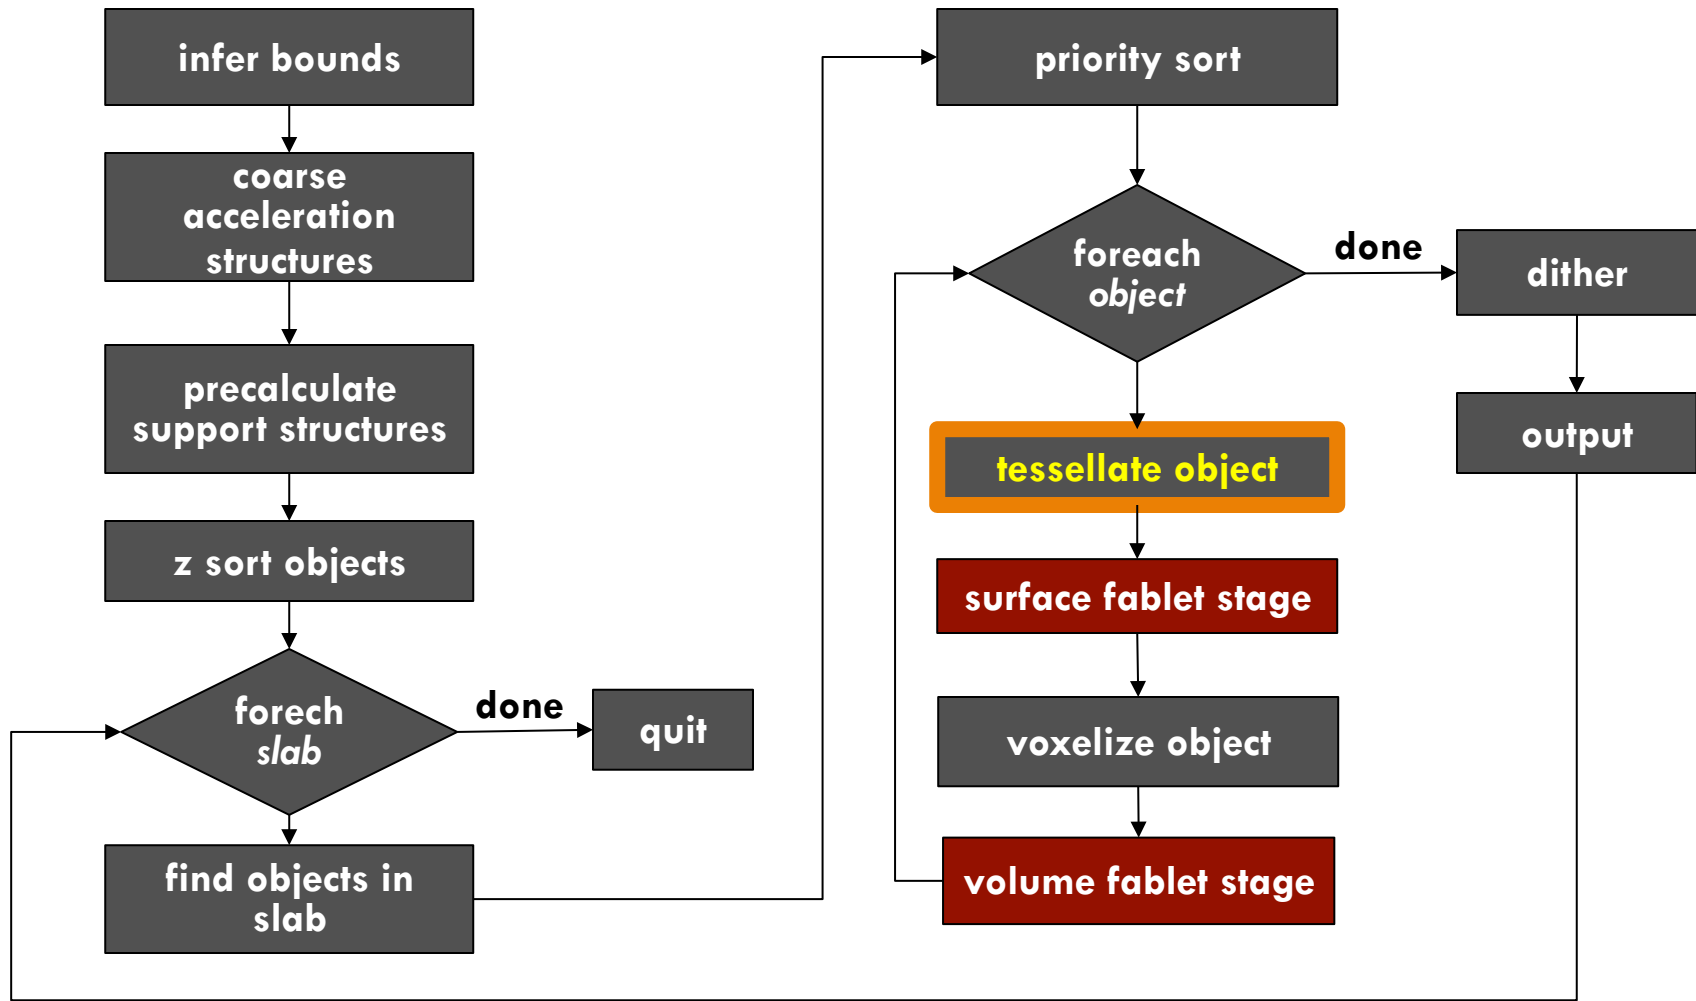 infer bounds
coarse
acceleration
structures
precalculate
support structures
z sort objects
forech
slab
done
quit
find objects in
slab
priority sort
foreach
object
done
dither
output
tessellate object
surface fablet stage
voxelize object
volume fablet stage